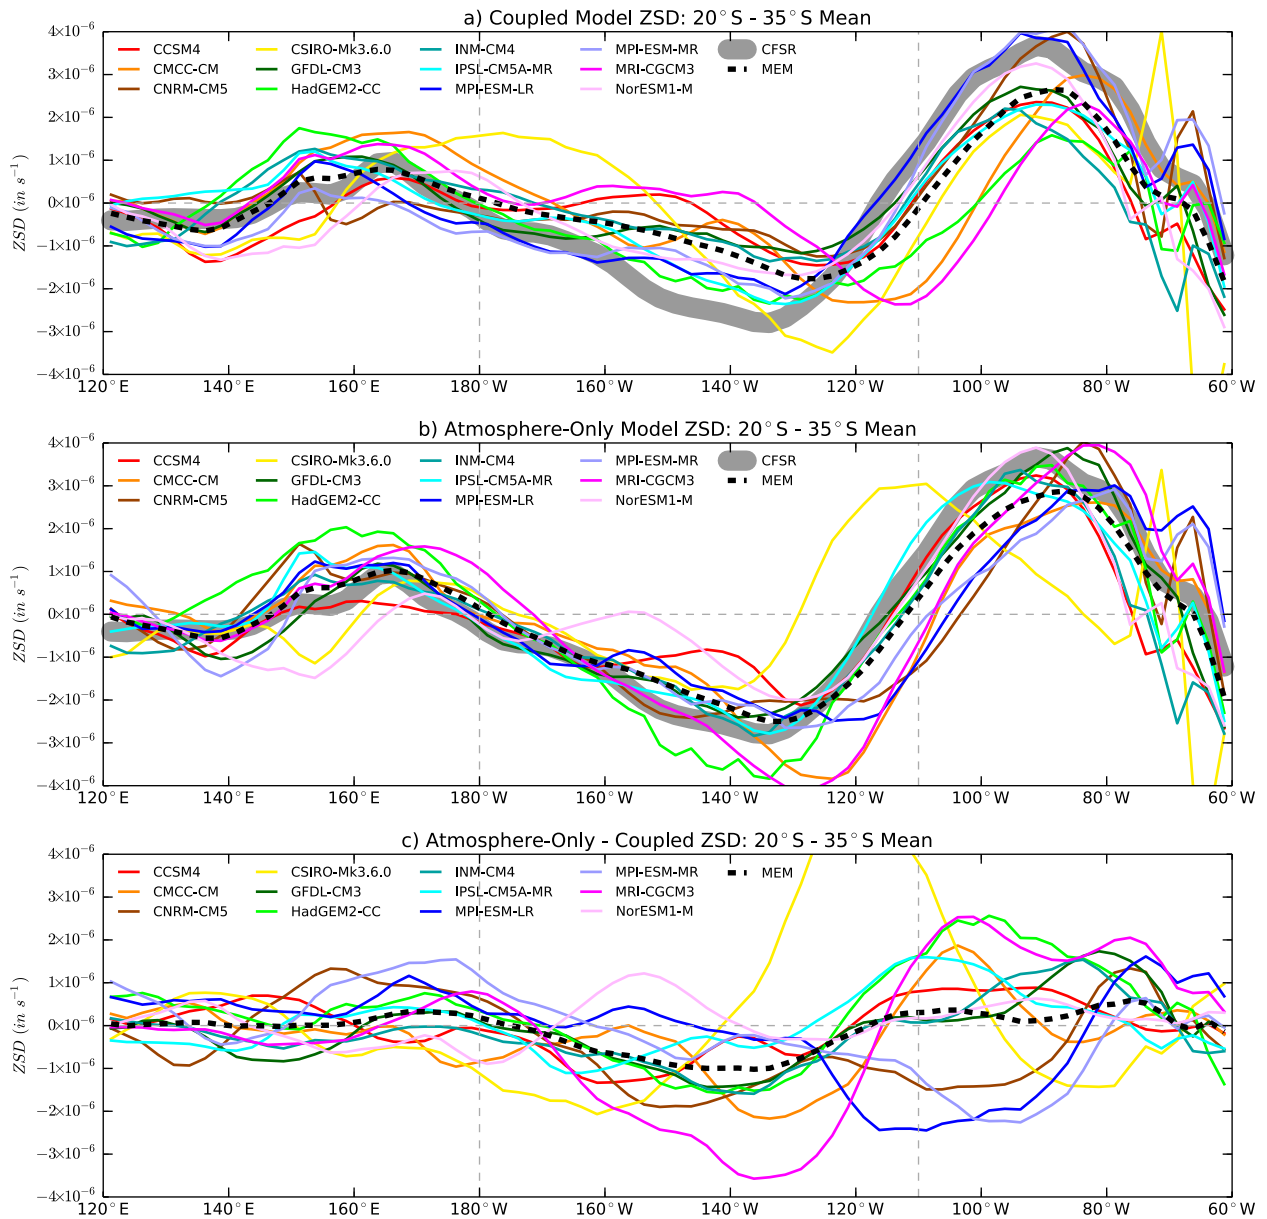 a) Coupled Model ZSD: 20°S - 35°S Mean
4×10⁻⁶
3×10⁻⁶
2×10⁻⁶
1×10⁻⁶
0×10⁻⁶
−1×10⁻⁶
−2×10⁻⁶
−3×10⁻⁶
−4×10⁻⁶
ZSD (in s⁻¹)
CCSM4 CSIRO-Mk3.6.0 INM-CM4 MPI-ESM-MR CFSR
CMCC-CM GFDL-CM3 IPSL-CM5A-MR MRI-CGCM3 MEM
CNRM-CM5 HadGEM2-CC MPI-ESM-LR NorESM1-M
120°E 140°E 160°E 180°W 160°W 140°W 120°W 100°W 80°W 60°W
b) Atmosphere-Only Model ZSD: 20°S - 35°S Mean
4×10⁻⁶
3×10⁻⁶
2×10⁻⁶
1×10⁻⁶
0×10⁻⁶
−1×10⁻⁶
−2×10⁻⁶
−3×10⁻⁶
−4×10⁻⁶
ZSD (in s⁻¹)
CCSM4 CSIRO-Mk3.6.0 INM-CM4 MPI-ESM-MR CFSR
CMCC-CM GFDL-CM3 IPSL-CM5A-MR MRI-CGCM3 MEM
CNRM-CM5 HadGEM2-CC MPI-ESM-LR NorESM1-M
120°E 140°E 160°E 180°W 160°W 140°W 120°W 100°W 80°W 60°W
c) Atmosphere-Only - Coupled ZSD: 20°S - 35°S Mean
4×10⁻⁶
3×10⁻⁶
2×10⁻⁶
1×10⁻⁶
0×10⁻⁶
−1×10⁻⁶
−2×10⁻⁶
−3×10⁻⁶
−4×10⁻⁶
ZSD (in s⁻¹)
CCSM4 CSIRO-Mk3.6.0 INM-CM4 MPI-ESM-MR MEM
CMCC-CM GFDL-CM3 IPSL-CM5A-MR MRI-CGCM3
CNRM-CM5 HadGEM2-CC MPI-ESM-LR NorESM1-M
120°E 140°E 160°E 180°W 160°W 140°W 120°W 100°W 80°W 60°W